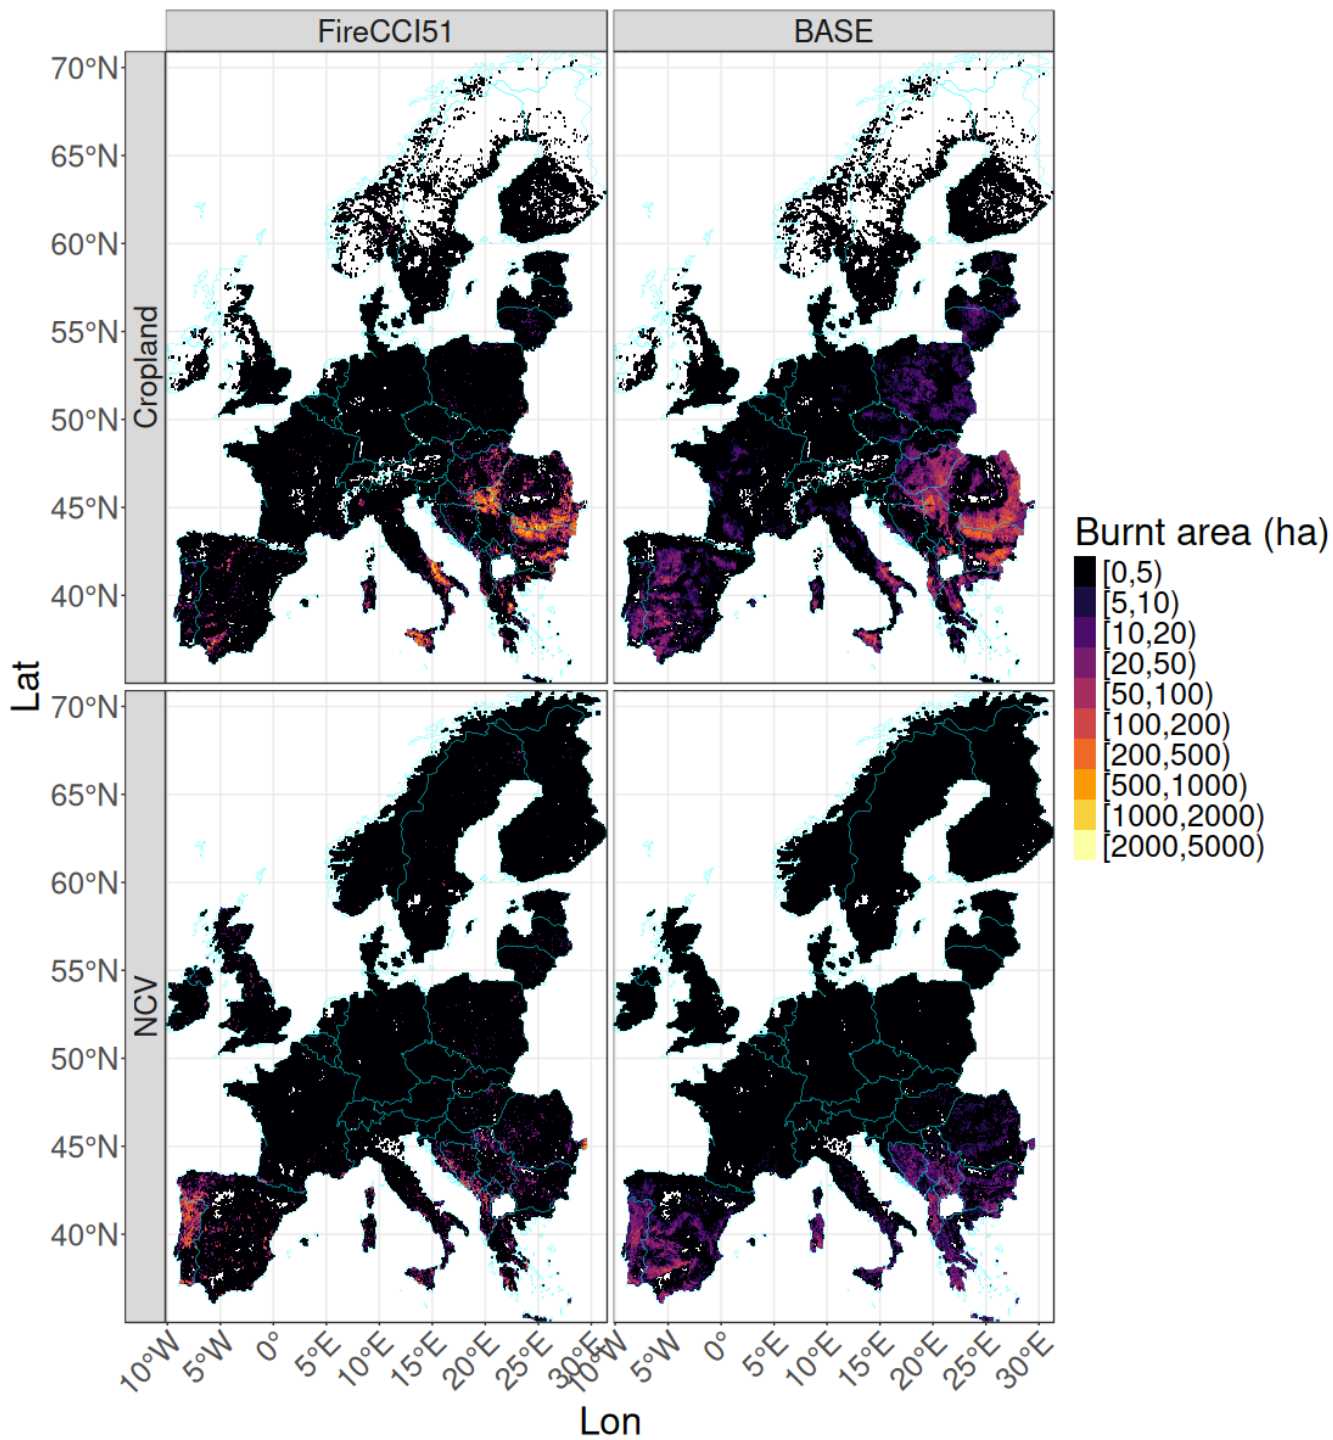 FireCCI51 BASE
70°N
65°N
60°N
55°N
50°N
45°N
40°N
Cropland
70°N
65°N
60°N
55°N
50°N
45°N
40°N
NCV
Lat
10°W 5°W 0° 5°E 10°E 15°E 20°E 25°E 30°E
10°W 5°W 0° 5°E 10°E 15°E 20°E 25°E 30°E
Lon
Burnt area (ha)
[0,5)
[5,10)
[10,20)
[20,50)
[50,100)
[100,200)
[200,500)
[500,1000)
[1000,2000)
[2000,5000)